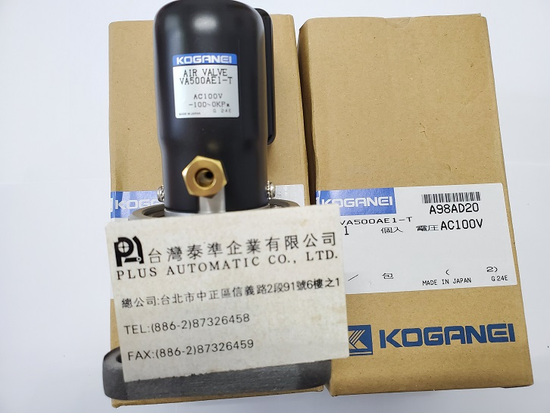 KOGANEI
AIR VALVE
VA500AE1-T
AC100V
-100~0KPa
MADE IN JAPAN G 24E
台灣泰準企業有限公司
PLUS AUTOMATIC CO., LTD.
總公司:台北市中正區信義路2段91號6樓之1
TEL:(886-2)87326458
FAX:(886-2)87326459
KOGANEI
A98AD20
VA500AE1-T
1 個入 電圧 AC100V
/ 包 ( 2)
MADE IN JAPAN G24E
KOGANEI